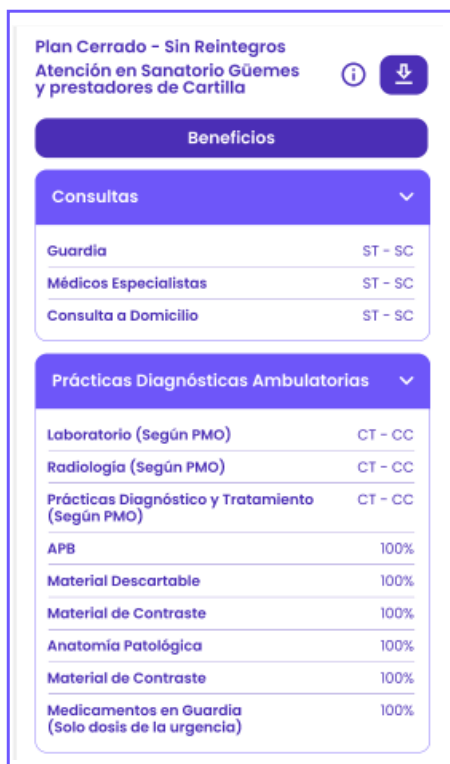 Plan Cerrado - Sin Reintegros
Atención en Sanatorio Güemes
y prestadores de Cartilla
Beneficios
Consultas
Guardia ST - SC
Médicos Especialistas ST - SC
Consulta a Domicilio ST - SC
Prácticas Diagnósticas Ambulatorias
Laboratorio (Según PMO) CT - CC
Radiología (Según PMO) CT - CC
Prácticas Diagnóstico y Tratamiento CT - CC
(Según PMO)
APB 100%
Material Descartable 100%
Material de Contraste 100%
Anatomía Patológica 100%
Material de Contraste 100%
Medicamentos en Guardia 100%
(Solo dosis de la urgencia)